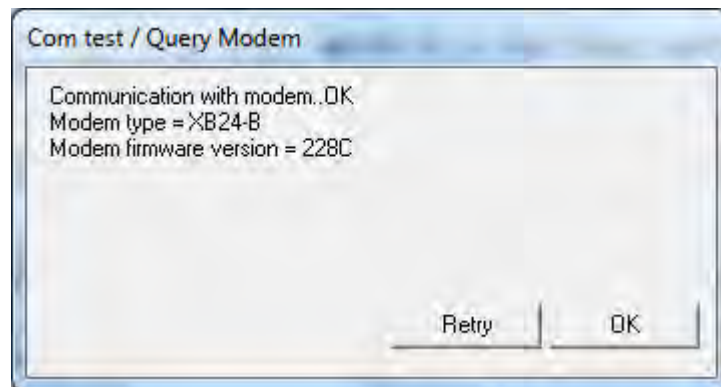 Com test / Query Modem
Communication with modem..OK
Modem type = XB24-B
Modem firmware version = 228C
Retry
OK